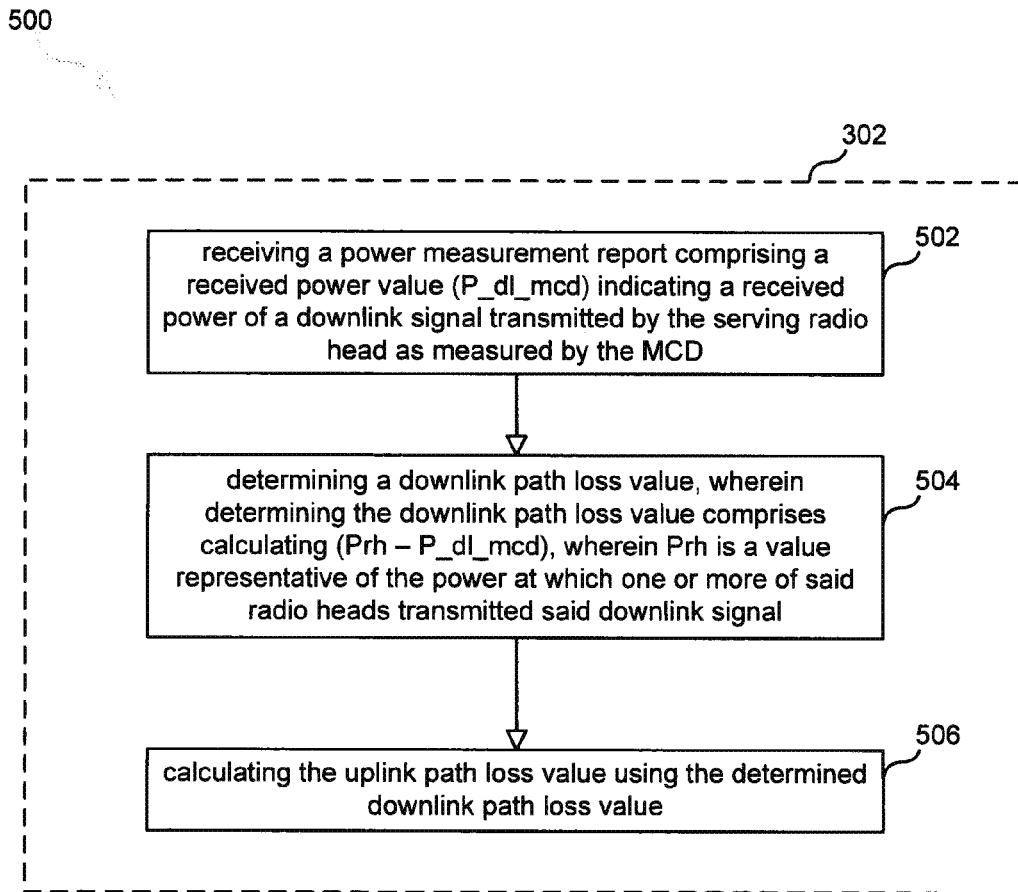 500
302
502
receiving a power measurement report comprising a
received power value (P_dl_mcd) indicating a received
power of a downlink signal transmitted by the serving radio
head as measured by the MCD
504
determining a downlink path loss value, wherein
determining the downlink path loss value comprises
calculating (Prh – P_dl_mcd), wherein Prh is a value
representative of the power at which one or more of said
radio heads transmitted said downlink signal
506
calculating the uplink path loss value using the determined
downlink path loss value